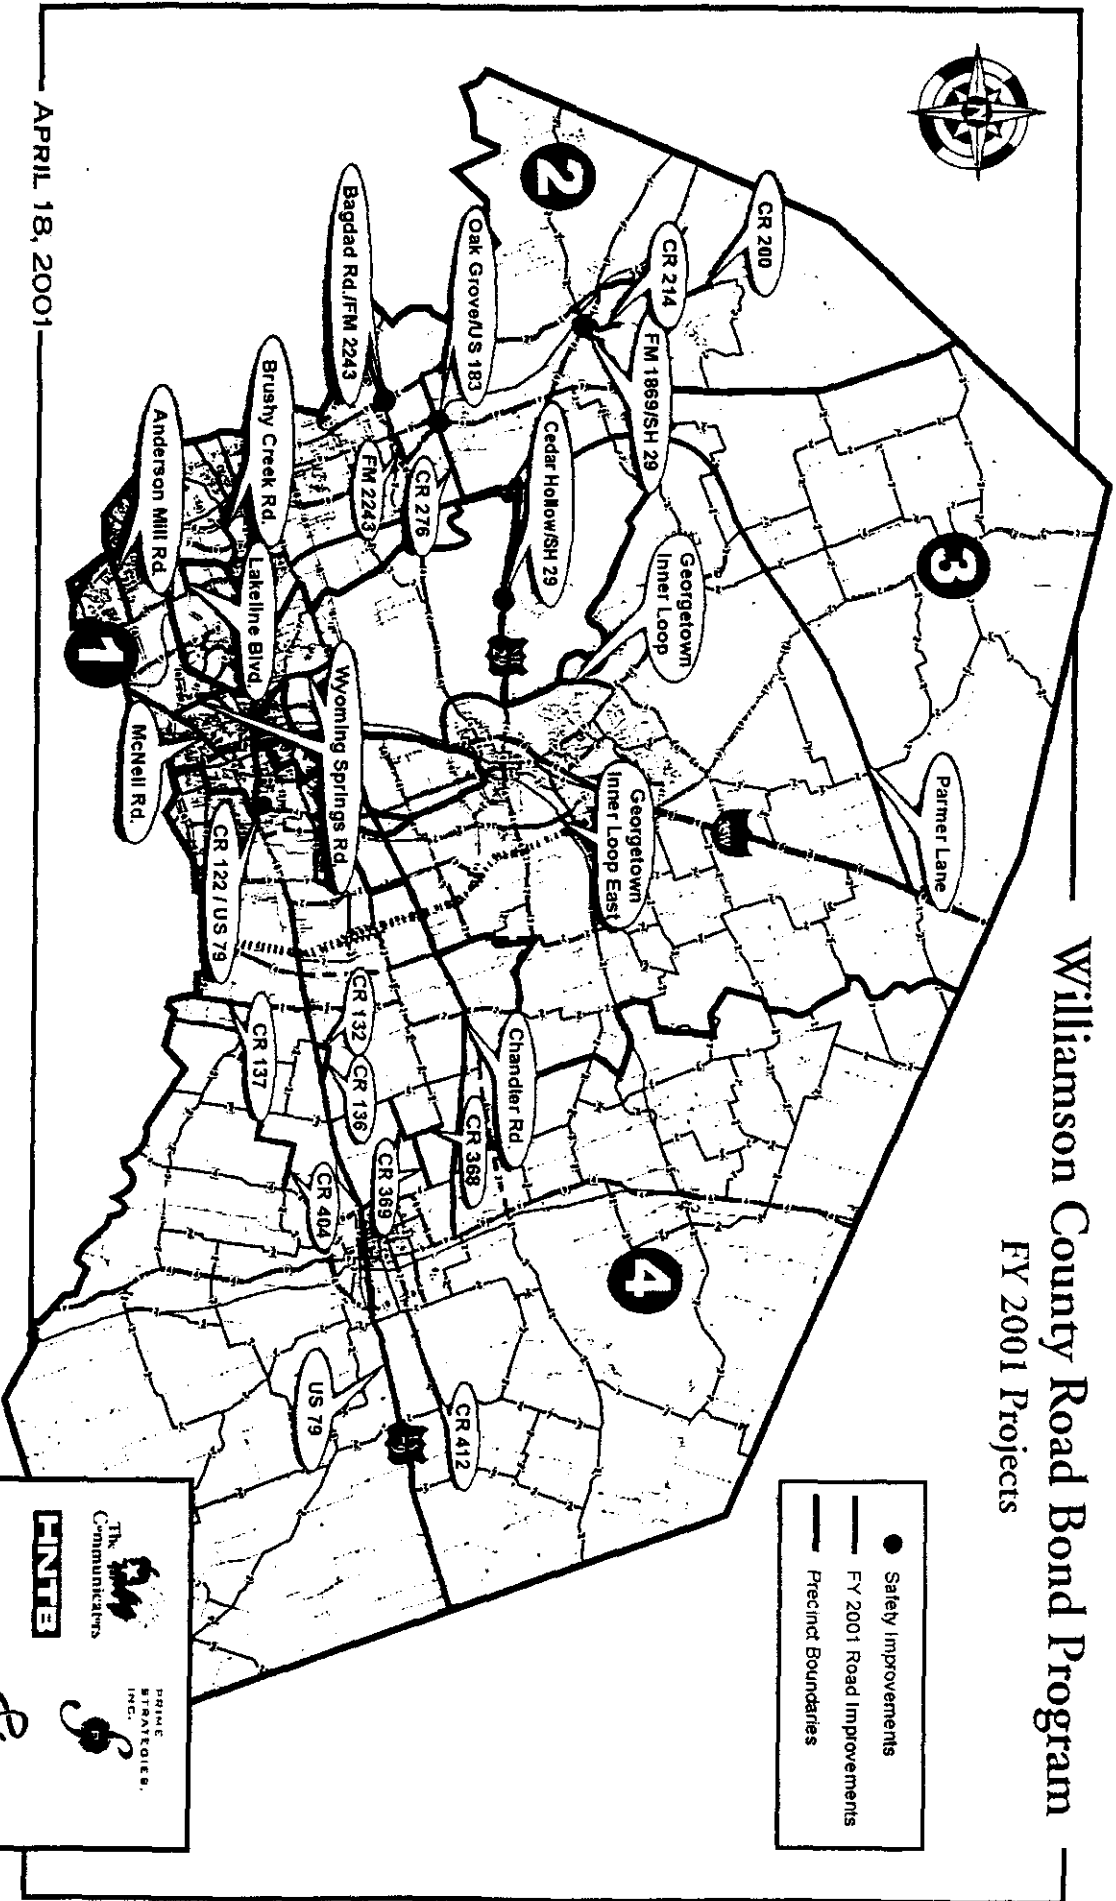 Williamson County Road Bond Program
FY 2001 Projects
Safety Improvements
FY 2001 Road Improvements
Precinct Boundaries
N
2
3
4
1
CR 200
CR 214
FM 1869/SH 29
Oak Grove/US 183
Bagdad Rd./FM 2243
Cedar Hollow/SH 29
CR 276
FM 2243
Brushy Creek Rd.
Anderson Mill Rd.
Lakeline Blvd.
Georgetown
Inner Loop
Wyoming Springs Rd.
McNeil Rd.
Parmer Lane
Georgetown
Inner Loop East
CR 122 / US 79
CR 132
CR 136
CR 137
Chandler Rd.
CR 368
CR 369
CR 404
US 79
CR 412
APRIL 18, 2001
The
Communicators
HNTB
PRIME
STRATEGIES,
INC.